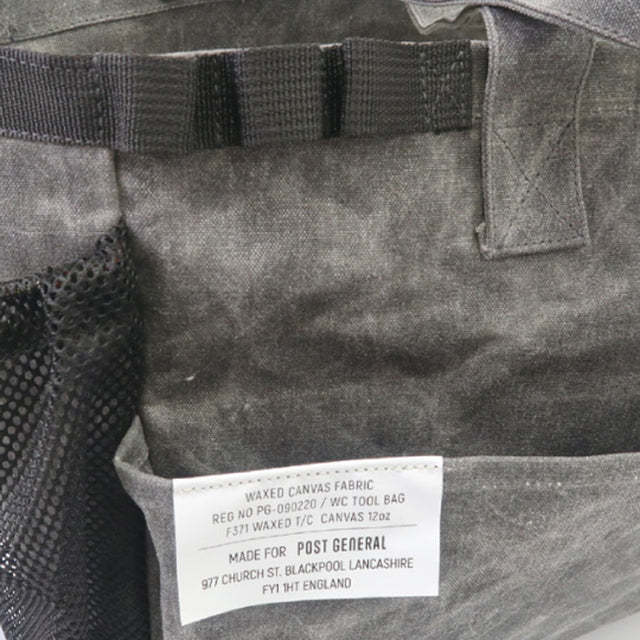 WAXED CANVAS FABRIC
REG NO PG-090220 / WC TOOL BAG
F371 WAXED T/C CANVAS 12oz
MADE FOR POST GENERAL
977 CHURCH ST, BLACKPOOL LANCASHIRE
FY1 1HT ENGLAND